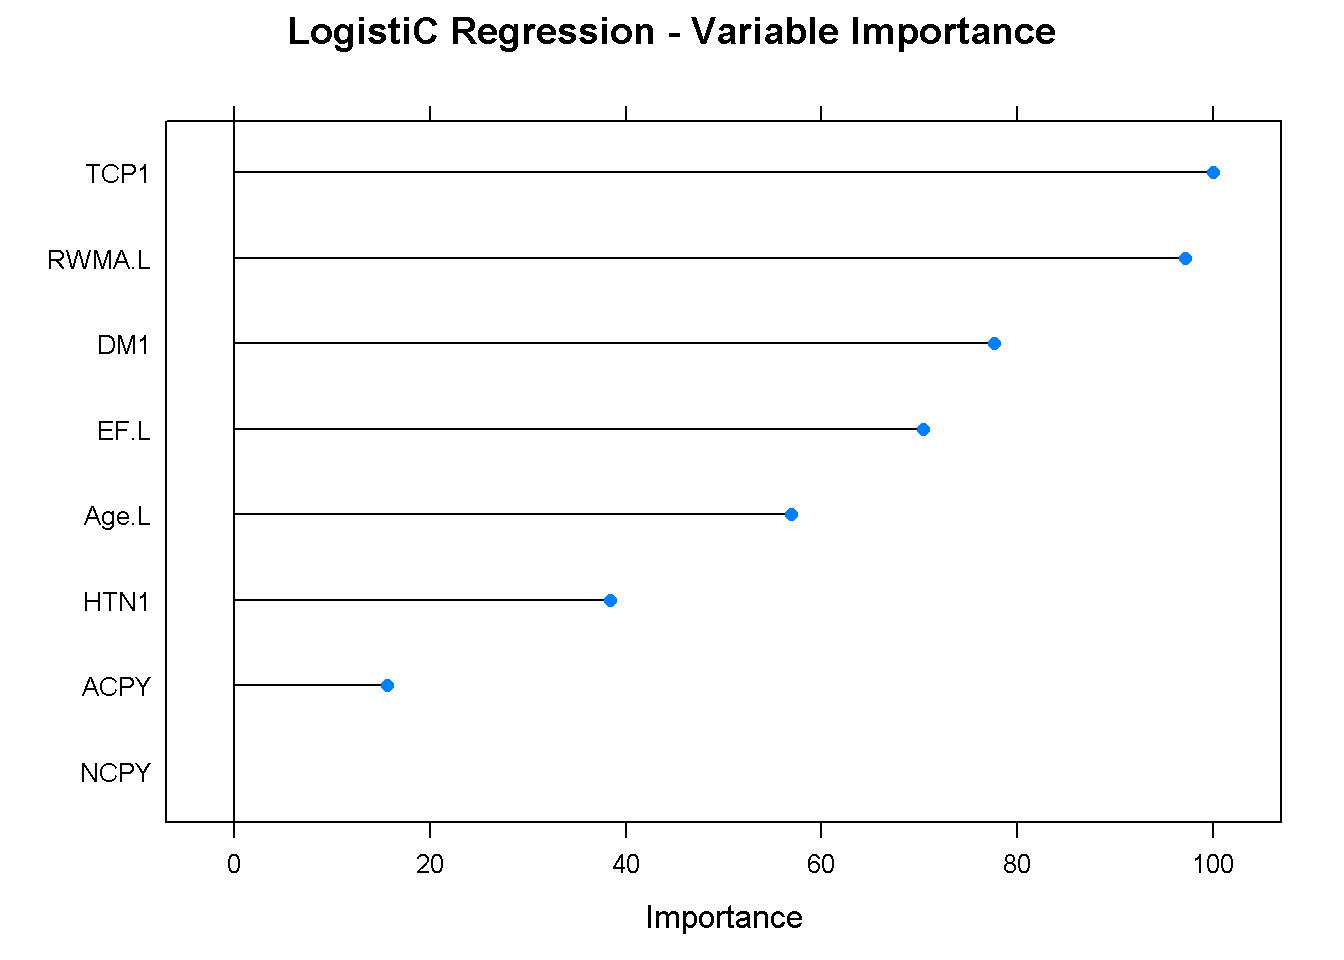 LogistiC Regression - Variable Importance
TCP1
RWMA.L
DM1
EF.L
Age.L
HTN1
ACPY
NCPY
0 20 40 60 80 100
Importance